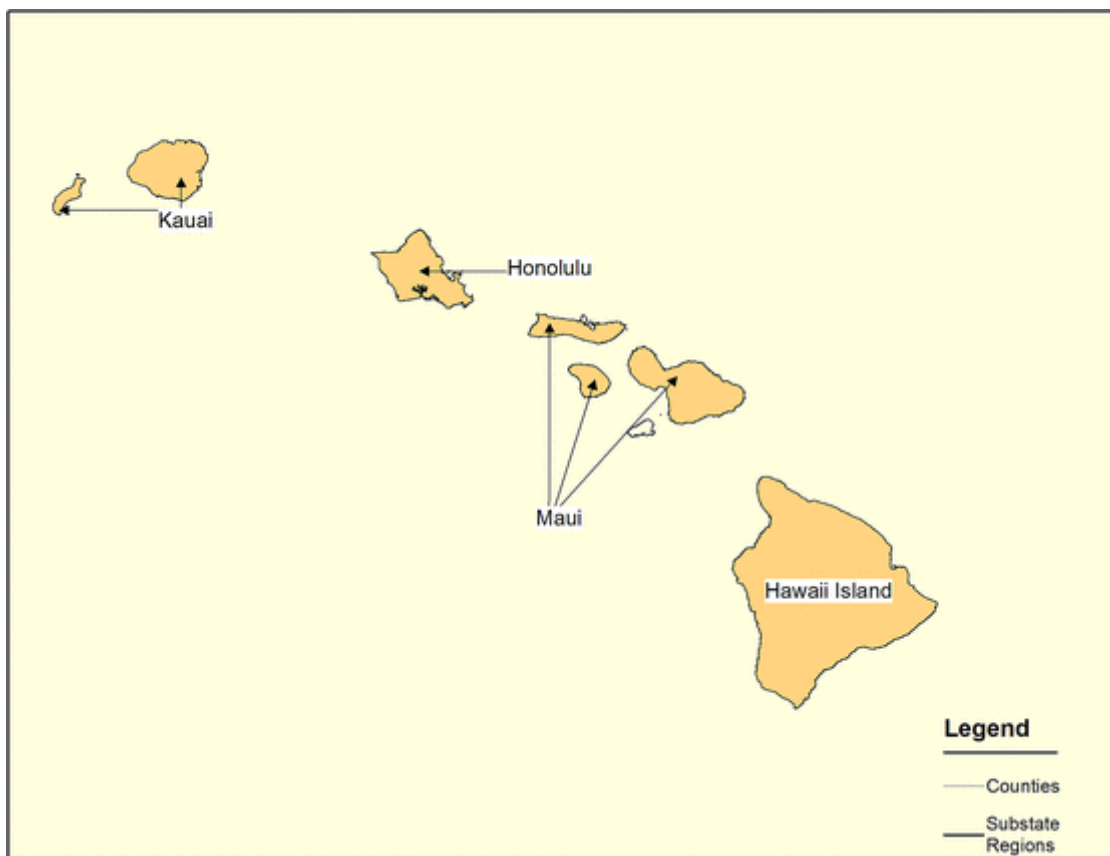 Kauai
Honolulu
Maui
Hawaii Island
Legend
Counties
Substate
Regions